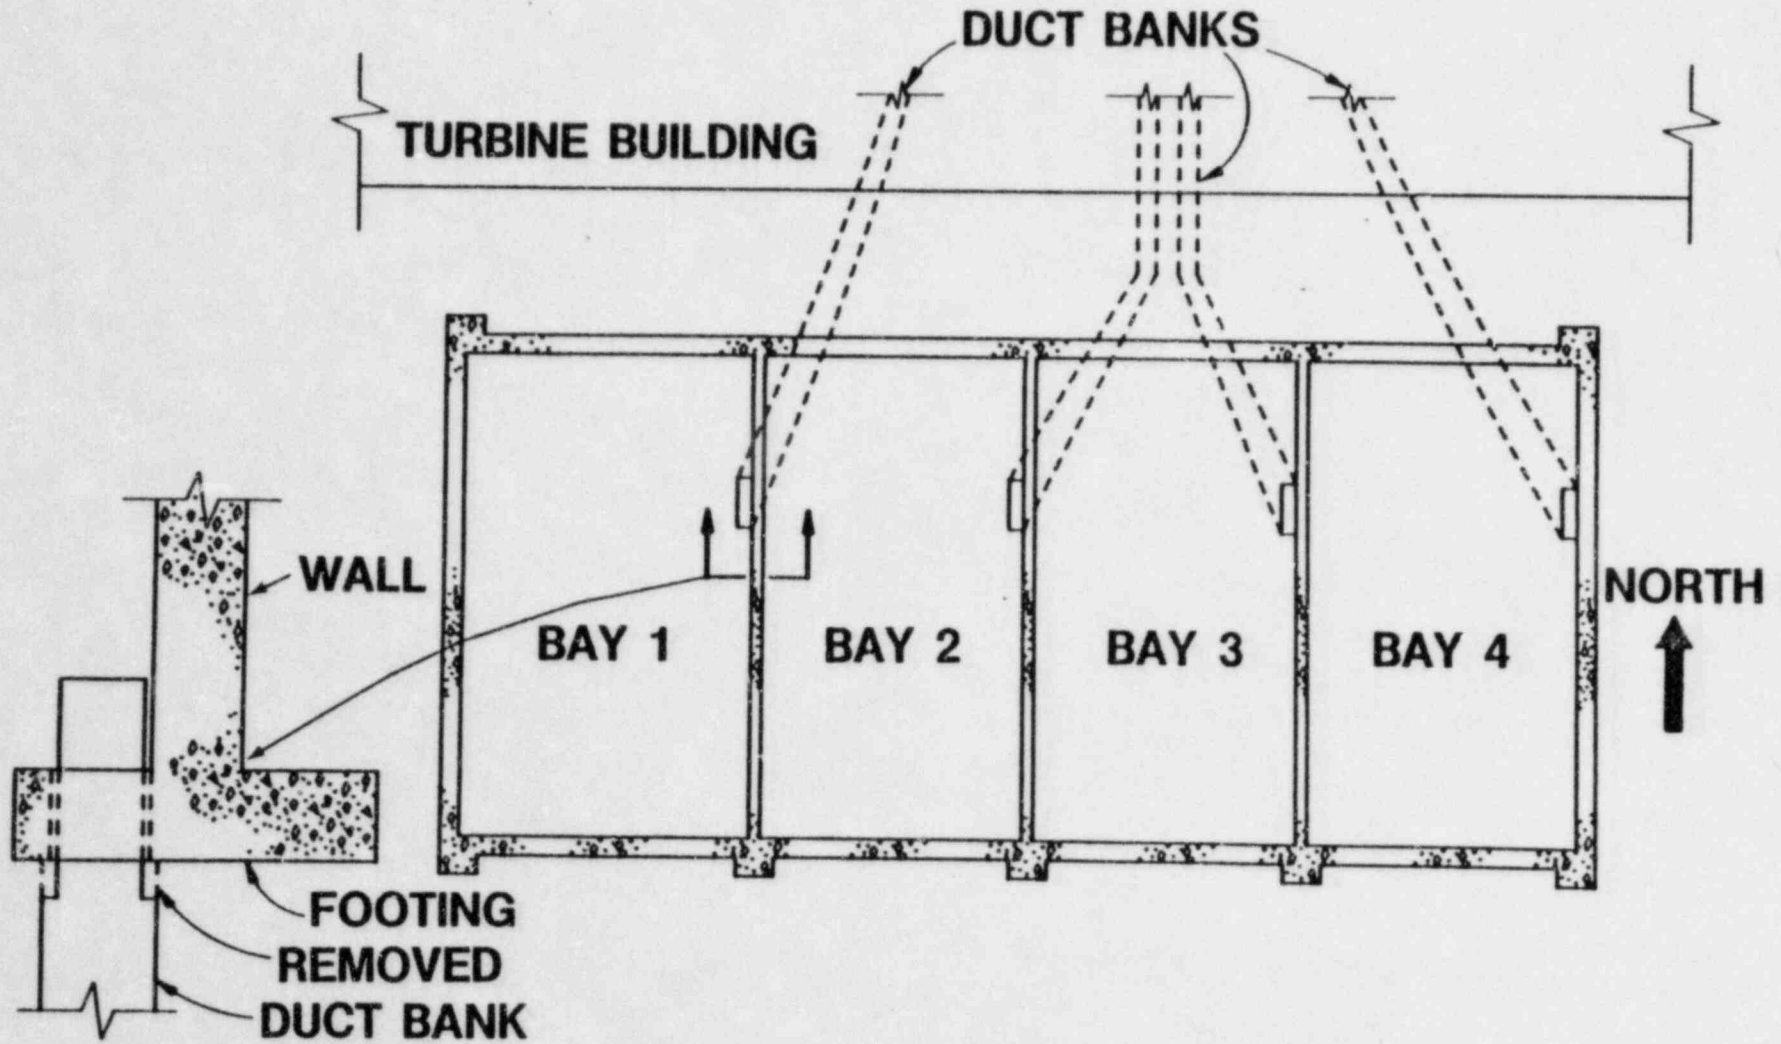 DUCT BANKS
TURBINE BUILDING
WALL
NORTH
BAY 1
BAY 2
BAY 3
BAY 4
FOOTING
REMOVED
DUCT BANK